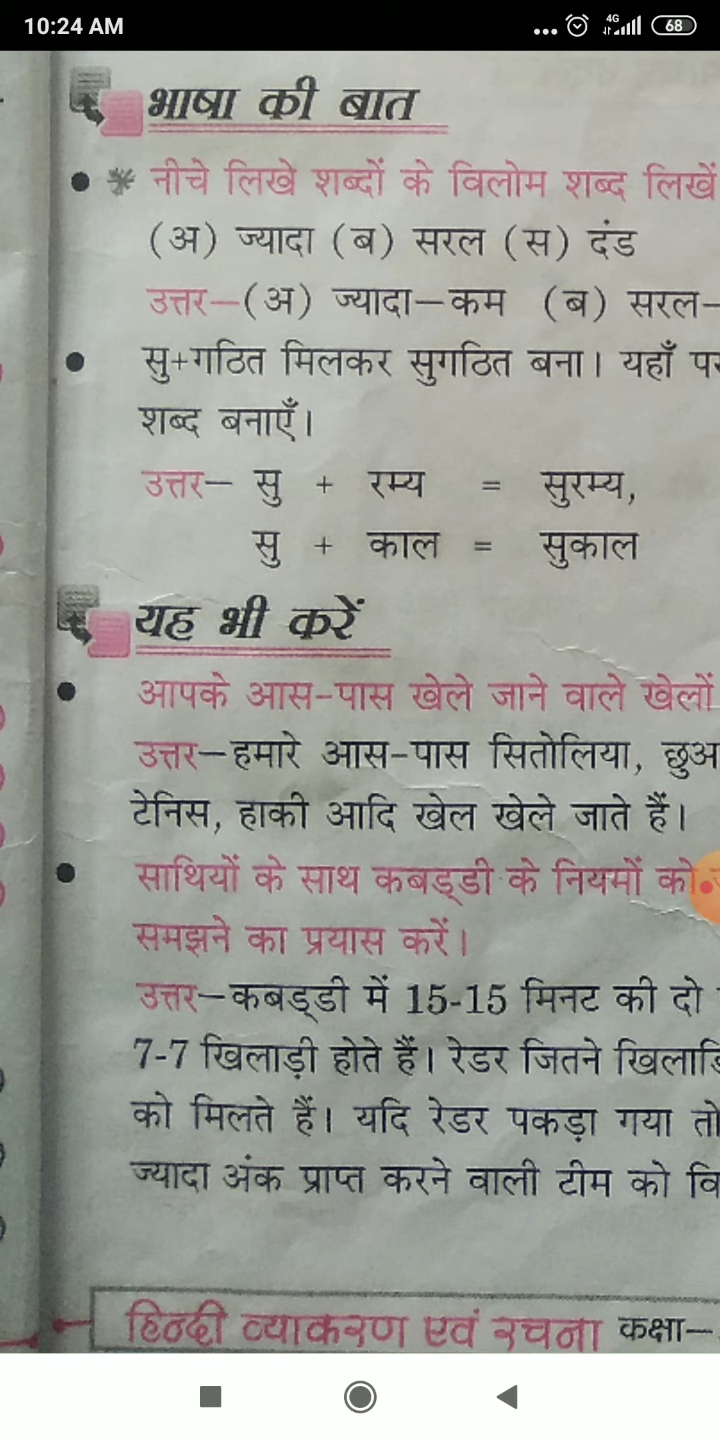 10:24 AM
4G
68
भाषा की बात
नीचे लिखे शब्दों के विलोम शब्द लिखें
(अ) ज्यादा (ब) सरल (स) दंड
उत्तर–(अ) ज्यादा–कम (ब) सरल–
सु+गठित मिलकर सुगठित बना। यहाँ
शब्द बनाएँ।
उत्तर– सु + रम्य = सुरम्य,
सु + काल = सुकाल
यह भी करें
आपके आस-पास खेले जाने वाले खेलों
उत्तर–हमारे आस-पास सितोलिया,
टेनिस, हाकी आदि खेल खेले जाते हैं।
साथियों के साथ कबड्डी के नियमों को
समझने का प्रयास करें।
उत्तर–कबड्डी में 15-15 मिनट की दो
7-7 खिलाड़ी होते हैं। रेडर जितने
को मिलते हैं। यदि रेडर पकड़ा गया तो
ज्यादा अंक प्राप्त करने वाली टीम को
हिन्दी व्याकरण एवं रचना कक्षा–